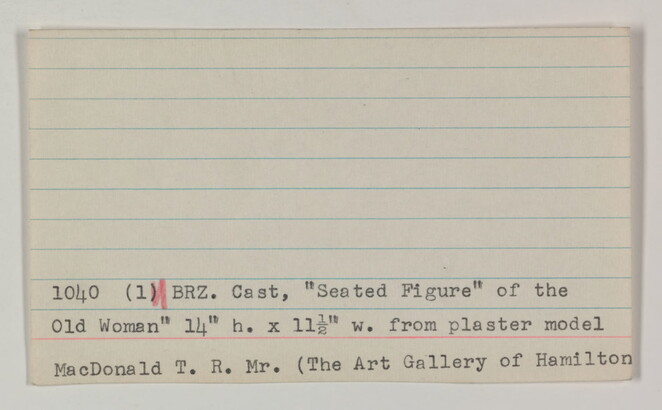 1040 (1) BRZ. Cast, "Seated Figure" of the
Old Woman" 14" h. x 11½" w. from plaster model
MacDonald T. R. Mr. (The Art Gallery of Hamilton